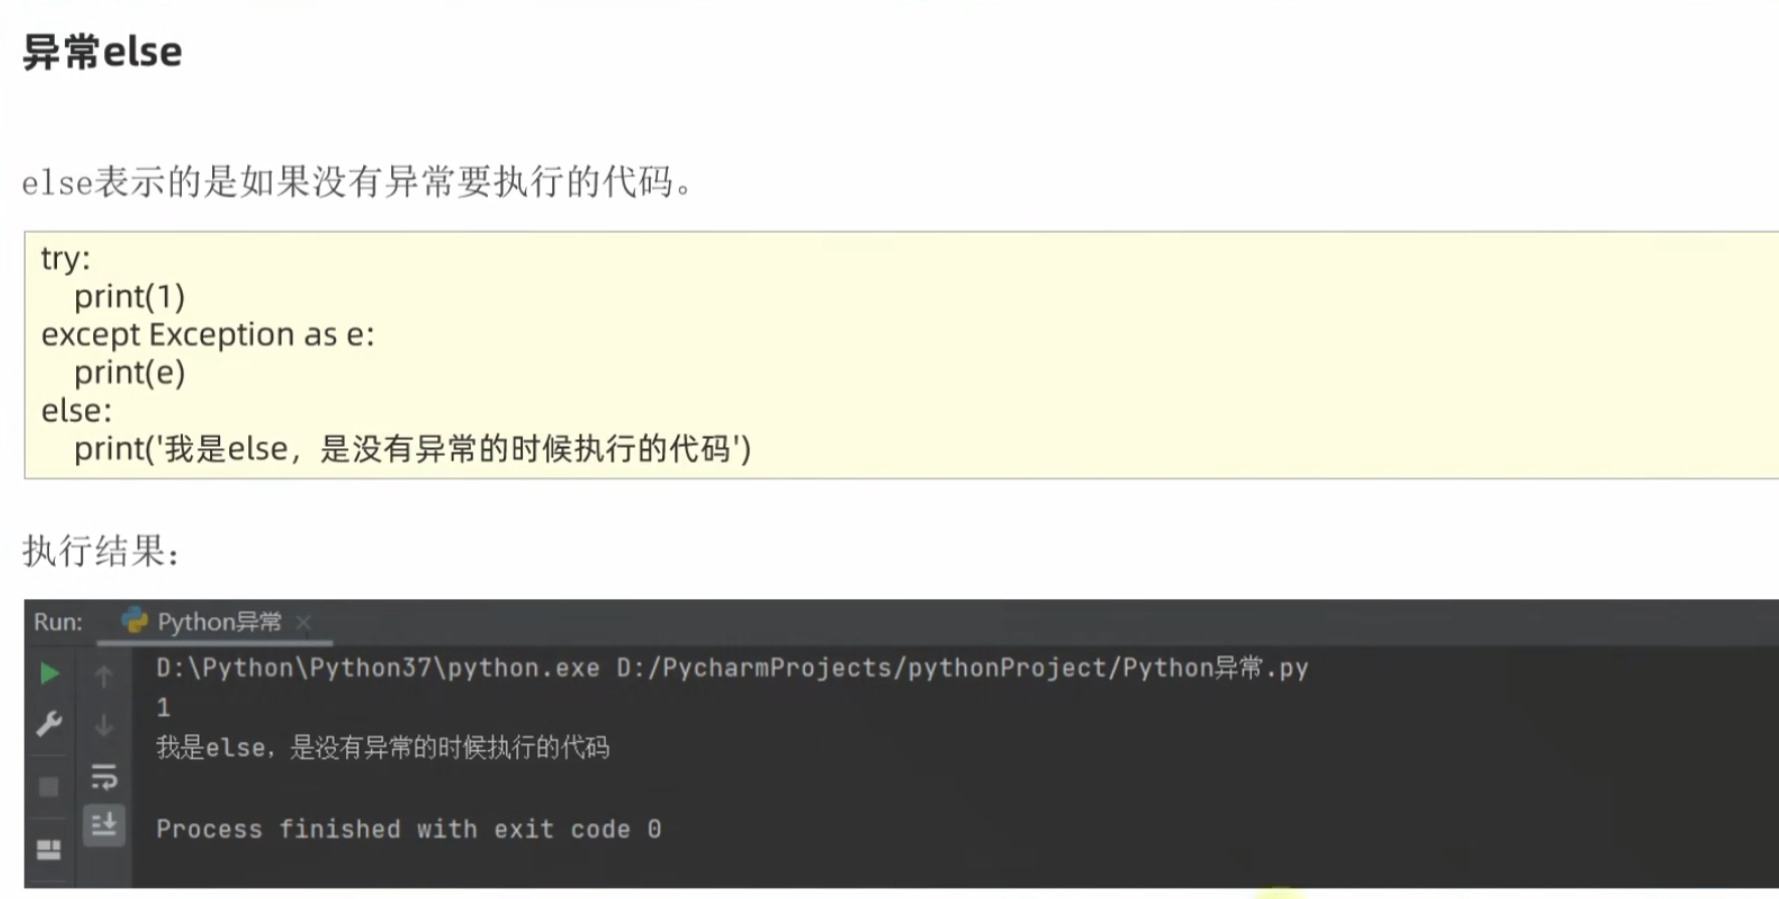 异常else
else表示的是如果没有异常要执行的代码。
try:
    print(1)
except Exception as e:
    print(e)
else:
    print('我是else，是没有异常的时候执行的代码')
执行结果：
Run: Python异常 ×
D:\Python\Python37\python.exe D:/PycharmProjects/pythonProject/Python异常.py
1
我是else，是没有异常的时候执行的代码
Process finished with exit code 0